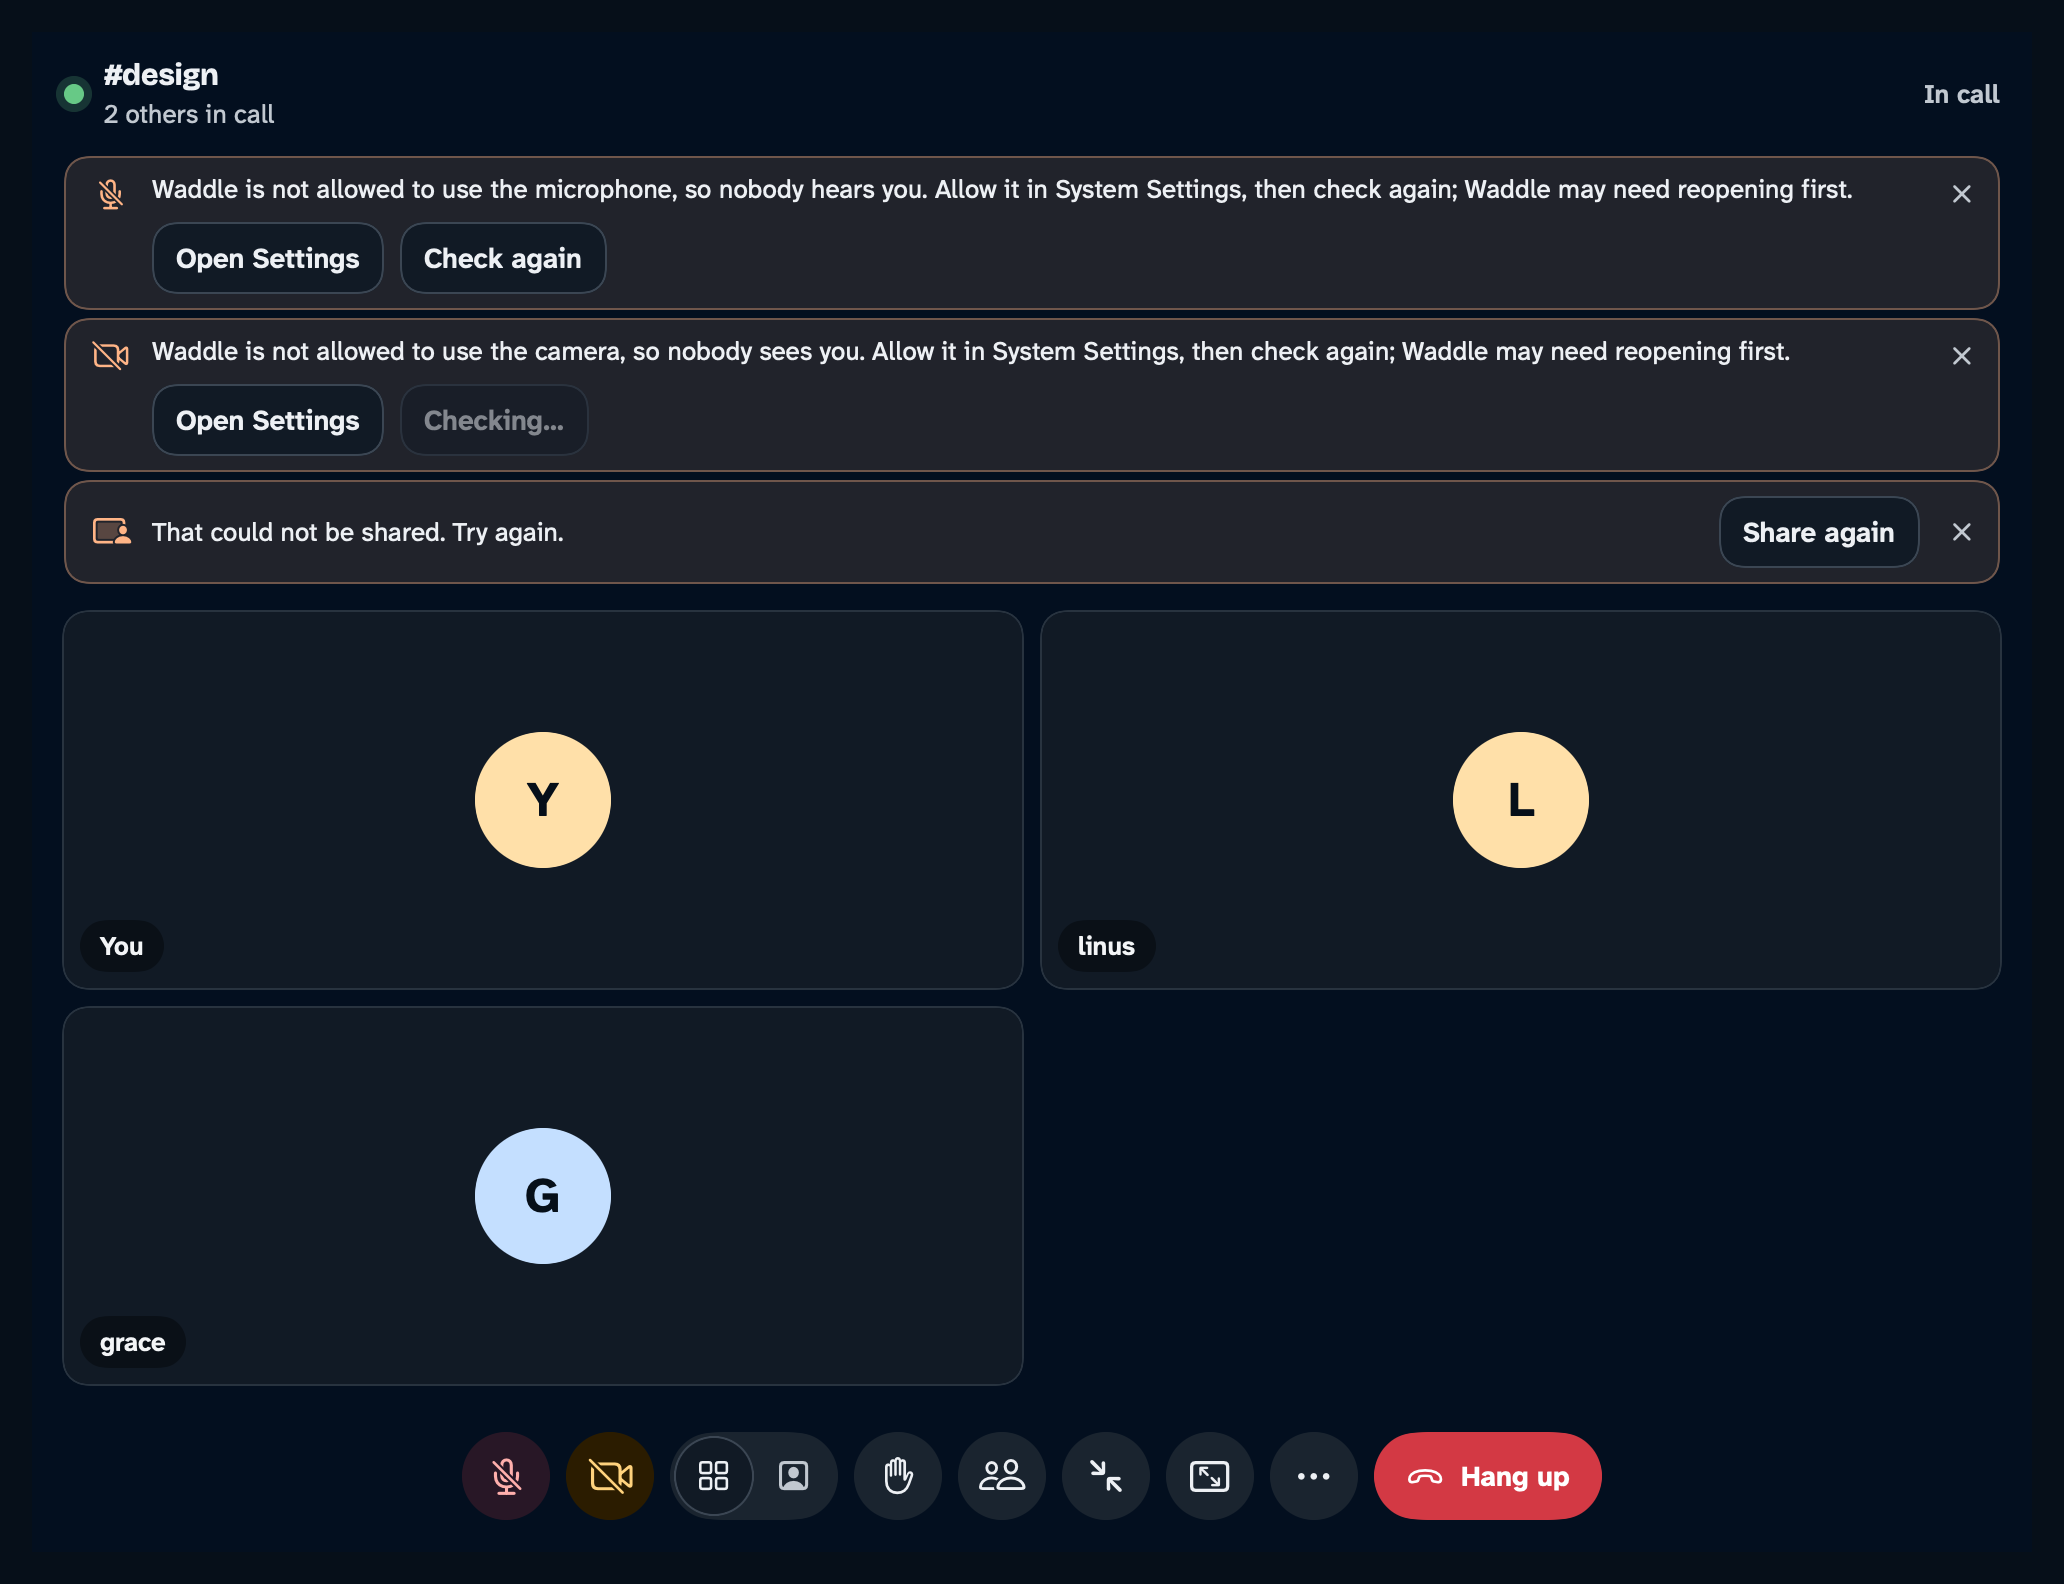 #design
2 others in call
In call
Waddle is not allowed to use the microphone, so nobody hears you. Allow it in System Settings, then check again; Waddle may need reopening first.
Open Settings
Check again
Waddle is not allowed to use the camera, so nobody sees you. Allow it in System Settings, then check again; Waddle may need reopening first.
Open Settings
Checking...
That could not be shared. Try again.
Share again
Y
You
L
linus
G
grace
Hang up